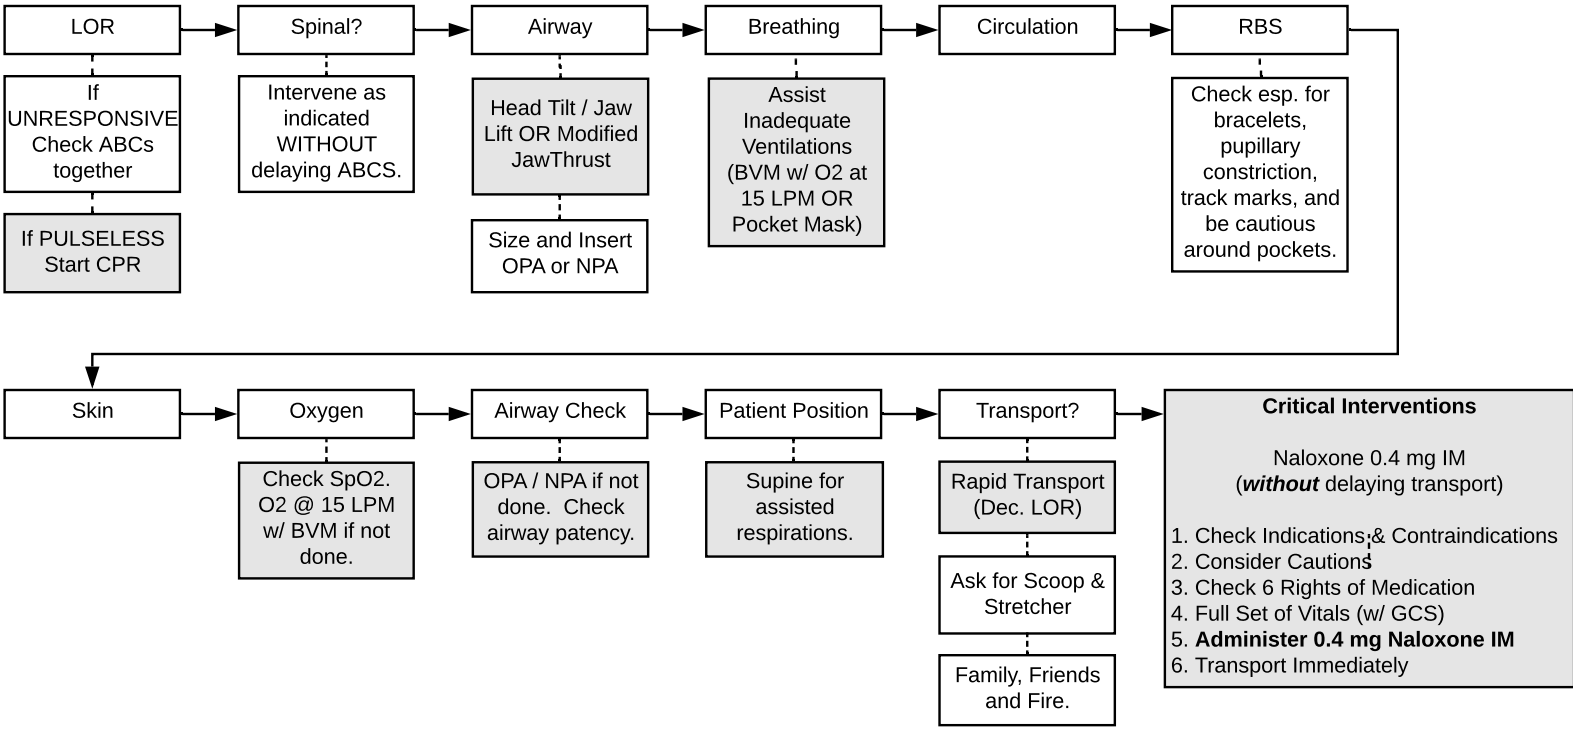 LOR
If
UNRESPONSIVE
Check ABCs
together
If PULSELESS
Start CPR
Spinal?
Intervene as
indicated
WITHOUT
delaying ABCS.
Airway
Head Tilt / Jaw
Lift OR Modified
JawThrust
Size and Insert
OPA or NPA
Breathing
Assist
Inadequate
Ventilations
(BVM w/ O2 at
15 LPM OR
Pocket Mask)
Circulation
RBS
Check esp. for
bracelets,
pupillary
constriction,
track marks, and
be cautious
around pockets.
Skin
Oxygen
Check SpO2.
O2 @ 15 LPM
w/ BVM if not
done.
Airway Check
OPA / NPA if not
done.  Check
airway patency.
Patient Position
Supine for
assisted
respirations.
Transport?
Rapid Transport
(Dec. LOR)
Ask for Scoop &
Stretcher
Family, Friends
and Fire.
Critical Interventions
Naloxone 0.4 mg IM
(without delaying transport)
1. Check Indications & Contraindications
2. Consider Cautions
3. Check 6 Rights of Medication
4. Full Set of Vitals (w/ GCS)
5. Administer 0.4 mg Naloxone IM
6. Transport Immediately